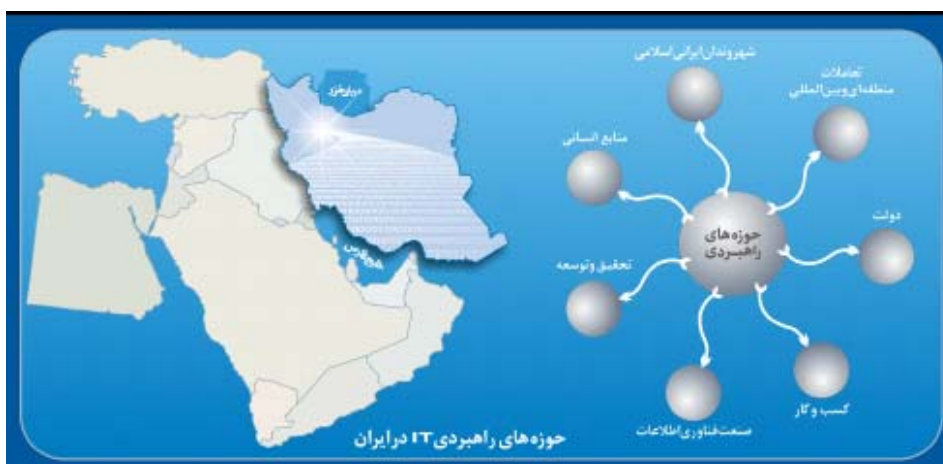 شهروندان ایرانی اسلامی
تعاملات
منطقه‌ای و بین‌المللی
منابع انسانی
دولت
حوزه‌های
راهبردی
تحقیق و توسعه
کسب و کار
صنعت فناوری اطلاعات
دریای خزر
خلیج فارس
حوزه‌های راهبردی IT در ایران